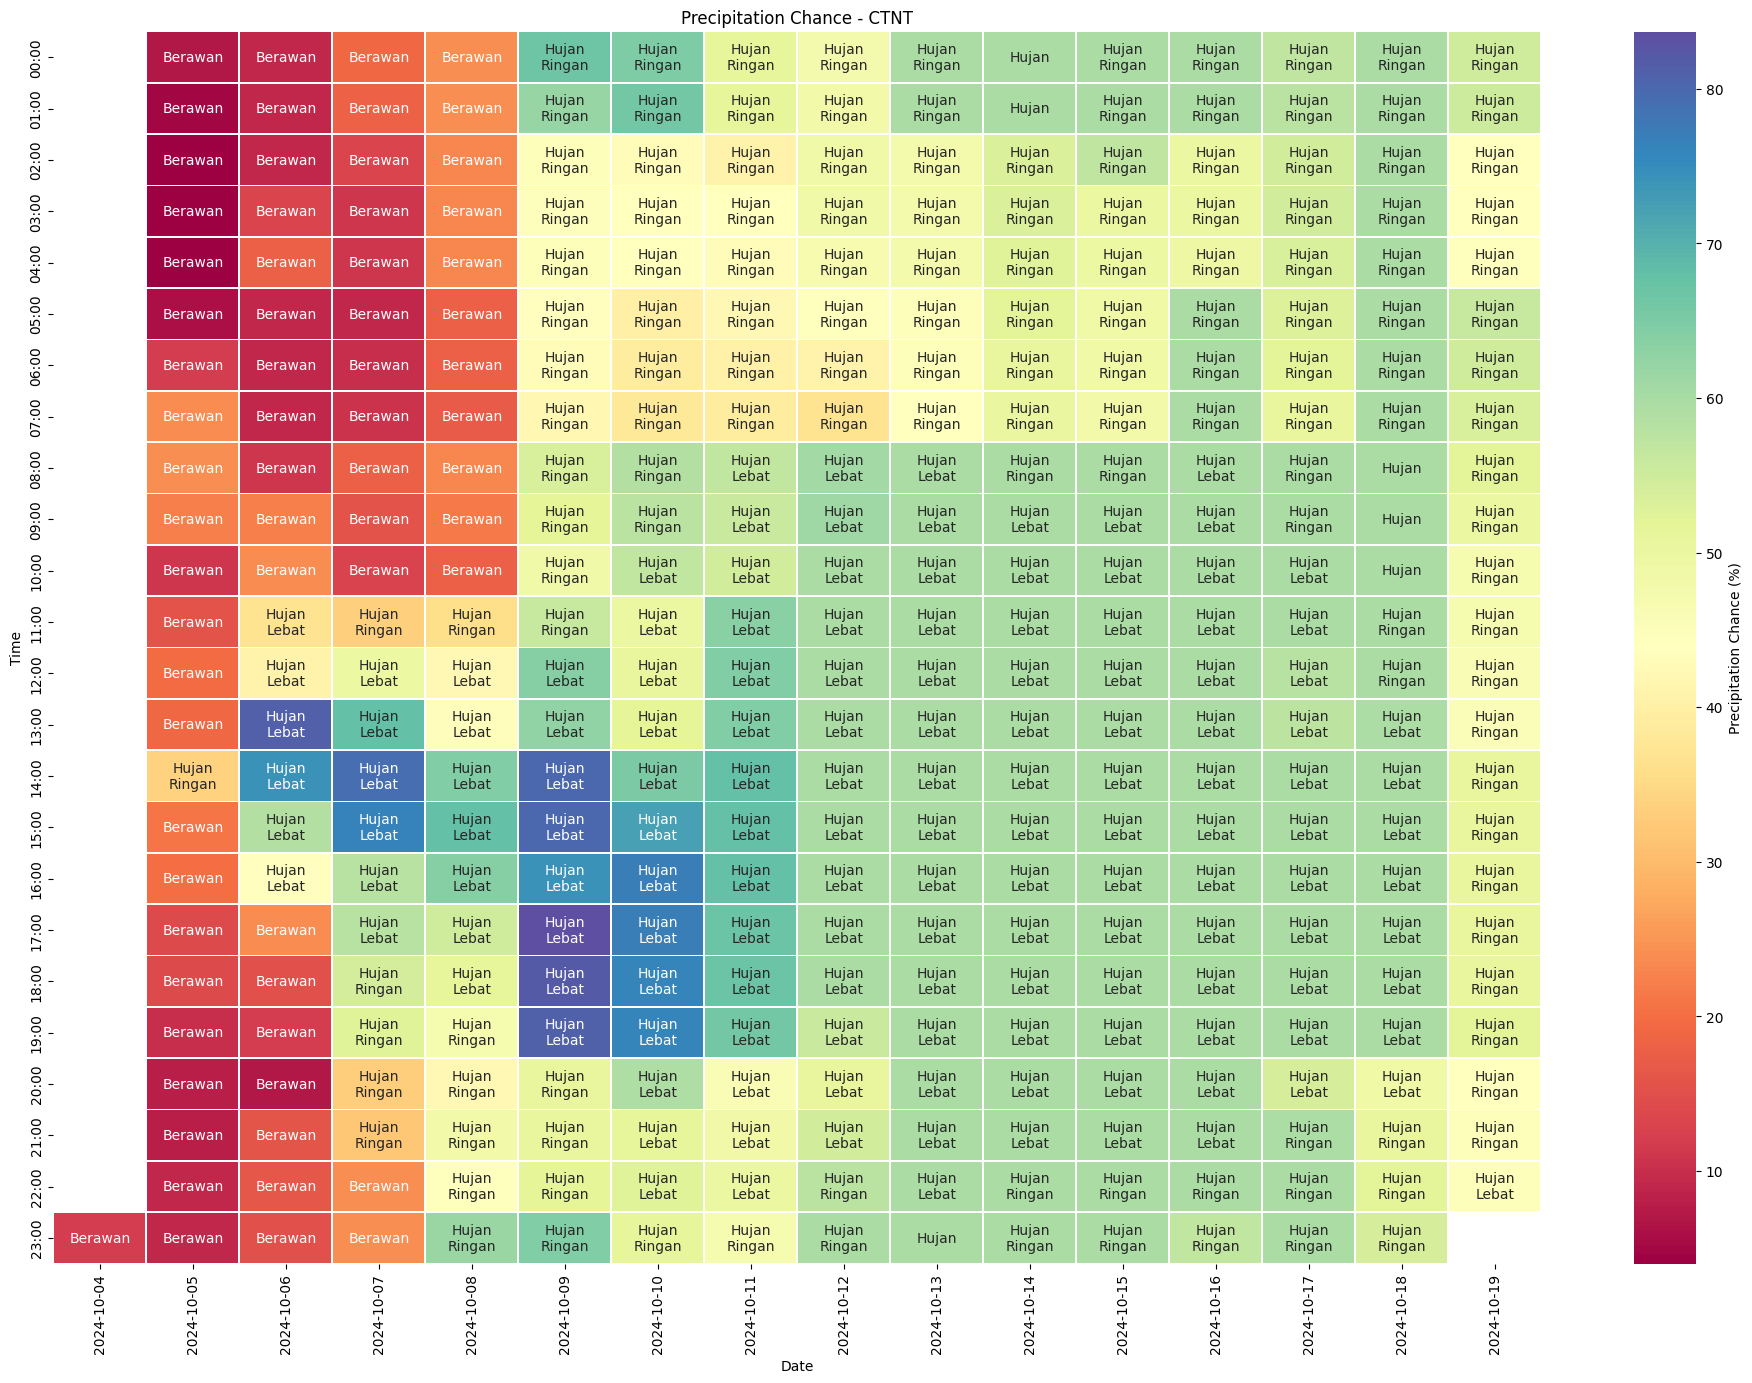 Precipitation Chance - CTNT
00:00 Berawan Berawan Berawan Berawan Hujan Ringan Hujan Ringan Hujan Ringan Hujan Ringan Hujan Ringan Hujan Hujan Ringan Hujan Ringan Hujan Ringan Hujan Ringan Hujan Ringan
01:00 Berawan Berawan Berawan Berawan Hujan Ringan Hujan Ringan Hujan Ringan Hujan Ringan Hujan Ringan Hujan Hujan Ringan Hujan Ringan Hujan Ringan Hujan Ringan Hujan Ringan
02:00 Berawan Berawan Berawan Berawan Hujan Ringan Hujan Ringan Hujan Ringan Hujan Ringan Hujan Ringan Hujan Ringan Hujan Ringan Hujan Ringan Hujan Ringan Hujan Ringan Hujan Ringan
03:00 Berawan Berawan Berawan Berawan Hujan Ringan Hujan Ringan Hujan Ringan Hujan Ringan Hujan Ringan Hujan Ringan Hujan Ringan Hujan Ringan Hujan Ringan Hujan Ringan Hujan Ringan
04:00 Berawan Berawan Berawan Berawan Hujan Ringan Hujan Ringan Hujan Ringan Hujan Ringan Hujan Ringan Hujan Ringan Hujan Ringan Hujan Ringan Hujan Ringan Hujan Ringan Hujan Ringan
05:00 Berawan Berawan Berawan Berawan Hujan Ringan Hujan Ringan Hujan Ringan Hujan Ringan Hujan Ringan Hujan Ringan Hujan Ringan Hujan Ringan Hujan Ringan Hujan Ringan Hujan Ringan
06:00 Berawan Berawan Berawan Berawan Hujan Ringan Hujan Ringan Hujan Ringan Hujan Ringan Hujan Ringan Hujan Ringan Hujan Ringan Hujan Ringan Hujan Ringan Hujan Ringan Hujan Ringan
07:00 Berawan Berawan Berawan Berawan Hujan Ringan Hujan Ringan Hujan Ringan Hujan Ringan Hujan Ringan Hujan Ringan Hujan Ringan Hujan Ringan Hujan Ringan Hujan Ringan Hujan Ringan
08:00 Berawan Berawan Berawan Berawan Hujan Ringan Hujan Ringan Hujan Lebat Hujan Lebat Hujan Lebat Hujan Ringan Hujan Ringan Hujan Lebat Hujan Ringan Hujan Hujan Ringan
09:00 Berawan Berawan Berawan Berawan Hujan Ringan Hujan Ringan Hujan Lebat Hujan Lebat Hujan Lebat Hujan Lebat Hujan Lebat Hujan Lebat Hujan Ringan Hujan Hujan Ringan
10:00 Berawan Berawan Berawan Berawan Hujan Ringan Hujan Lebat Hujan Lebat Hujan Lebat Hujan Lebat Hujan Lebat Hujan Lebat Hujan Lebat Hujan Lebat Hujan Hujan Ringan
11:00 Berawan Hujan Lebat Hujan Ringan Hujan Ringan Hujan Ringan Hujan Lebat Hujan Lebat Hujan Lebat Hujan Lebat Hujan Lebat Hujan Lebat Hujan Lebat Hujan Lebat Hujan Ringan Hujan Ringan
12:00 Berawan Hujan Lebat Hujan Lebat Hujan Lebat Hujan Lebat Hujan Lebat Hujan Lebat Hujan Lebat Hujan Lebat Hujan Lebat Hujan Lebat Hujan Lebat Hujan Lebat Hujan Ringan Hujan Ringan
13:00 Berawan Hujan Lebat Hujan Lebat Hujan Lebat Hujan Lebat Hujan Lebat Hujan Lebat Hujan Lebat Hujan Lebat Hujan Lebat Hujan Lebat Hujan Lebat Hujan Lebat Hujan Lebat Hujan Ringan
14:00 Hujan Ringan Hujan Lebat Hujan Lebat Hujan Lebat Hujan Lebat Hujan Lebat Hujan Lebat Hujan Lebat Hujan Lebat Hujan Lebat Hujan Lebat Hujan Lebat Hujan Lebat Hujan Lebat Hujan Ringan
15:00 Berawan Hujan Lebat Hujan Lebat Hujan Lebat Hujan Lebat Hujan Lebat Hujan Lebat Hujan Lebat Hujan Lebat Hujan Lebat Hujan Lebat Hujan Lebat Hujan Lebat Hujan Lebat Hujan Ringan
16:00 Berawan Hujan Lebat Hujan Lebat Hujan Lebat Hujan Lebat Hujan Lebat Hujan Lebat Hujan Lebat Hujan Lebat Hujan Lebat Hujan Lebat Hujan Lebat Hujan Lebat Hujan Lebat Hujan Ringan
17:00 Berawan Berawan Hujan Lebat Hujan Lebat Hujan Lebat Hujan Lebat Hujan Lebat Hujan Lebat Hujan Lebat Hujan Lebat Hujan Lebat Hujan Lebat Hujan Lebat Hujan Lebat Hujan Ringan
18:00 Berawan Berawan Hujan Ringan Hujan Lebat Hujan Lebat Hujan Lebat Hujan Lebat Hujan Lebat Hujan Lebat Hujan Lebat Hujan Lebat Hujan Lebat Hujan Lebat Hujan Lebat Hujan Ringan
19:00 Berawan Berawan Hujan Ringan Hujan Ringan Hujan Lebat Hujan Lebat Hujan Lebat Hujan Lebat Hujan Lebat Hujan Lebat Hujan Lebat Hujan Lebat Hujan Lebat Hujan Lebat Hujan Ringan
20:00 Berawan Berawan Hujan Ringan Hujan Ringan Hujan Ringan Hujan Lebat Hujan Lebat Hujan Lebat Hujan Lebat Hujan Lebat Hujan Lebat Hujan Lebat Hujan Lebat Hujan Lebat Hujan Ringan
21:00 Berawan Berawan Hujan Ringan Hujan Ringan Hujan Ringan Hujan Lebat Hujan Lebat Hujan Lebat Hujan Lebat Hujan Lebat Hujan Lebat Hujan Lebat Hujan Ringan Hujan Ringan Hujan Ringan
22:00 Berawan Berawan Berawan Hujan Ringan Hujan Ringan Hujan Lebat Hujan Lebat Hujan Ringan Hujan Lebat Hujan Ringan Hujan Ringan Hujan Ringan Hujan Ringan Hujan Ringan Hujan Lebat
23:00 Berawan Berawan Berawan Berawan Hujan Ringan Hujan Ringan Hujan Ringan Hujan Ringan Hujan Ringan Hujan Hujan Ringan Hujan Ringan Hujan Ringan Hujan Ringan Hujan Ringan
Time
2024-10-04 2024-10-05 2024-10-06 2024-10-07 2024-10-08 2024-10-09 2024-10-10 2024-10-11 2024-10-12 2024-10-13 2024-10-14 2024-10-15 2024-10-16 2024-10-17 2024-10-18 2024-10-19
Date
80
70
60
50
40
30
20
10
Precipitation Chance (%)